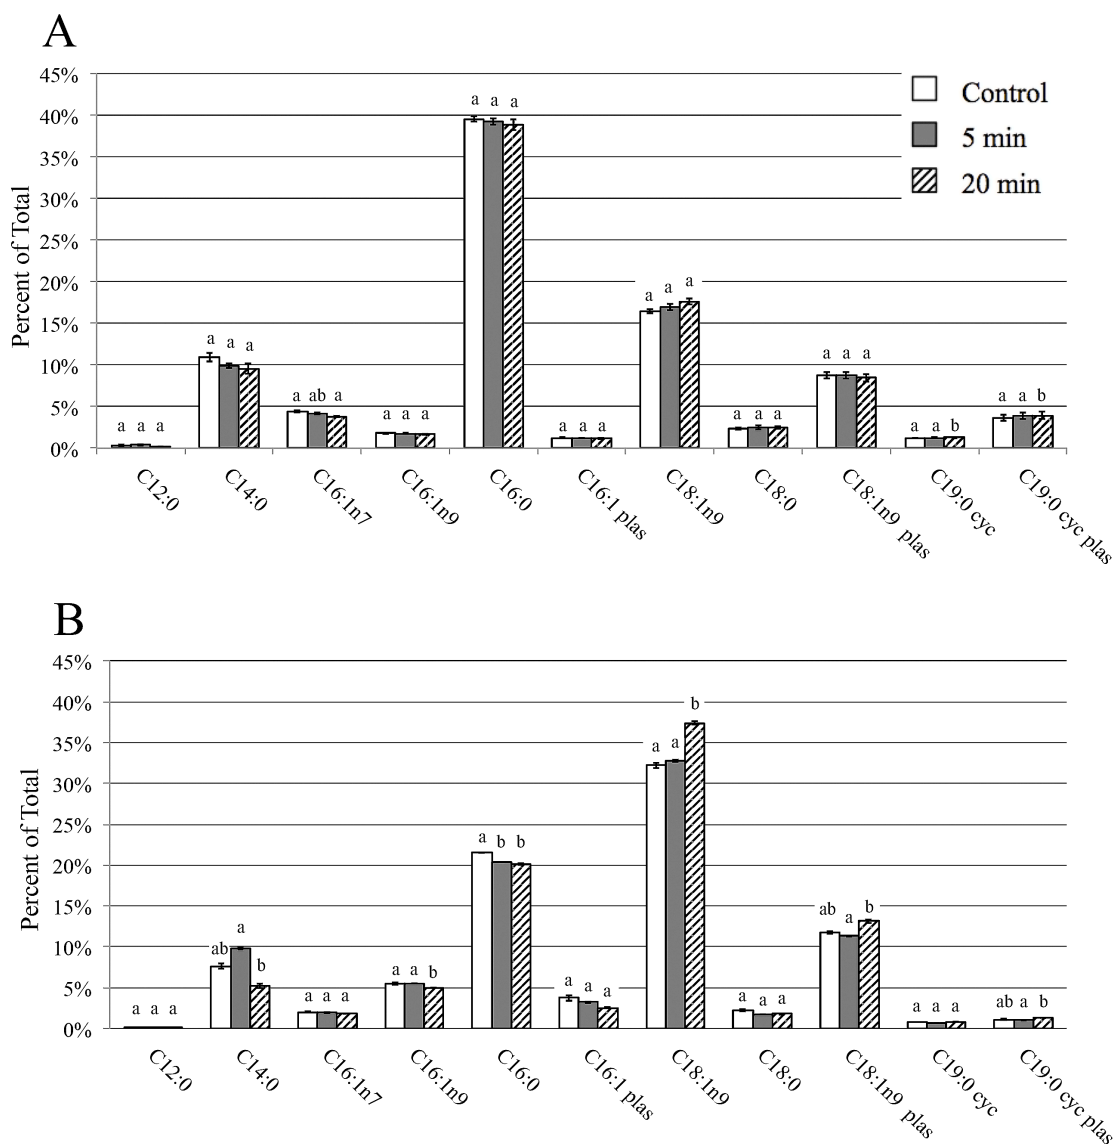 A
45%
40%
35%
30%
25%
20%
15%
10%
5%
0%
Percent of Total
Control
5 min
20 min
a a a
a a a
a ab a
a a a
a a a
a a a
a a a
a a a
a a a
a a b
a a b
C12:0
C14:0
C16:1n7
C16:1n9
C16:0
C16:1 plas
C18:1n9
C18:0
C18:1n9 plas
C19:0 cyc
C19:0 cyc plas
B
45%
40%
35%
30%
25%
20%
15%
10%
5%
0%
Percent of Total
a a a
ab a b
a a a
a a b
a b b
a a a
a a b
a a a
ab a b
a a a
ab a b
C12:0
C14:0
C16:1n7
C16:1n9
C16:0
C16:1 plas
C18:1n9
C18:0
C18:1n9 plas
C19:0 cyc
C19:0 cyc plas